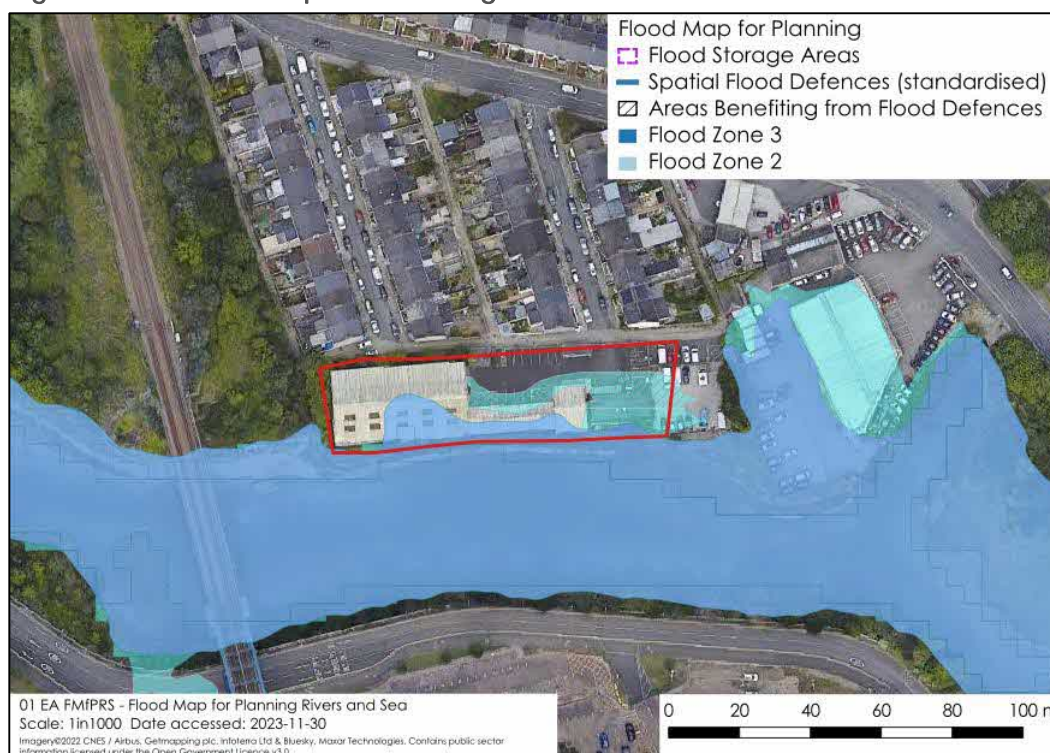 Flood Map for Planning
Flood Storage Areas
Spatial Flood Defences (standardised)
Areas Benefiting from Flood Defences
Flood Zone 3
Flood Zone 2
01 EA FMfPRS - Flood Map for Planning Rivers and Sea
Scale: 1in1000 Date accessed: 2023-11-30
Imagery©2022 CNES / Airbus, Getmapping plc, Infoterra Ltd & Bluesky, Maxar Technologies. Contains public sector
information licensed under the Open Government Licence v3.0
0 20 40 60 80 100 m